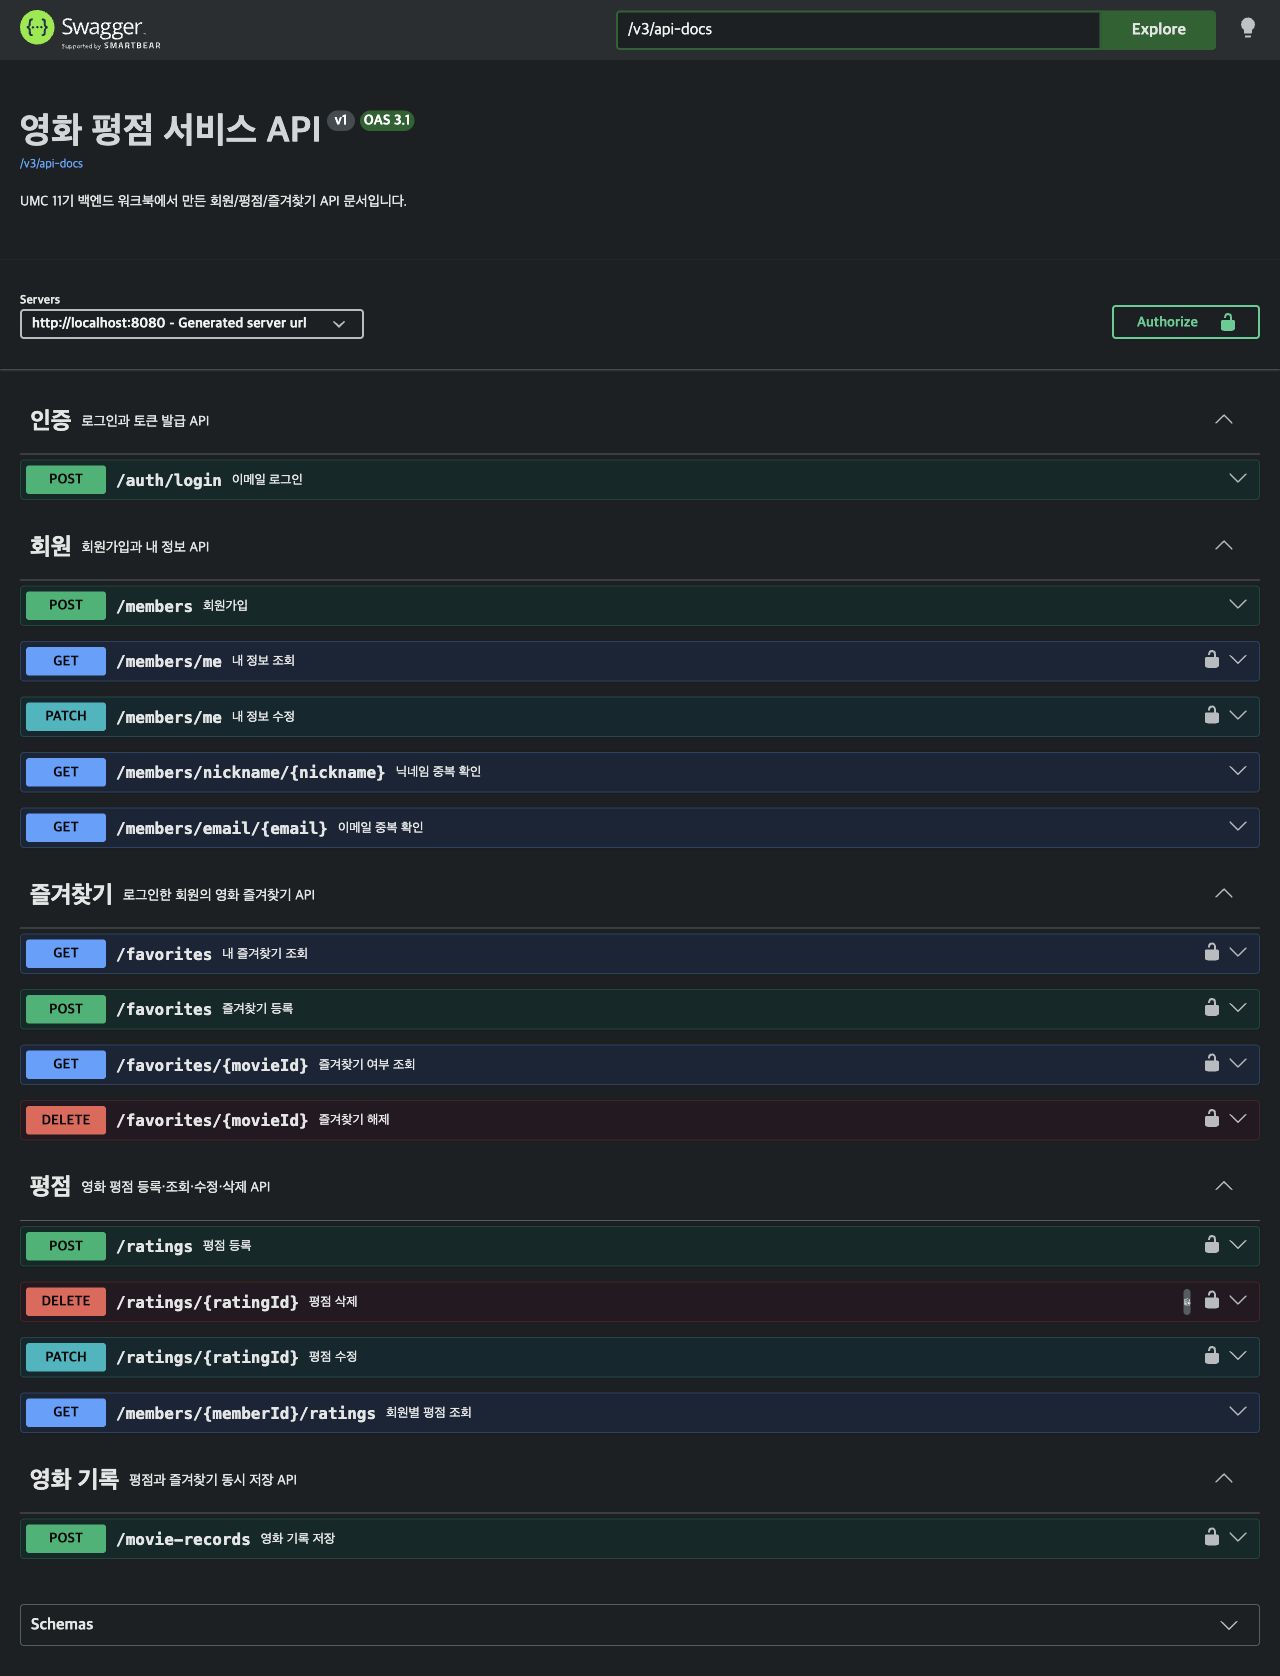 Swagger
Supported by SMARTBEAR
/v3/api-docs
Explore
영화 평점 서비스 API v1 OAS 3.1
/v3/api-docs
UMC 11기 백엔드 워크북에서 만든 회원/평점/즐겨찾기 API 문서입니다.
Servers
http://localhost:8080 - Generated server url
Authorize
인증 로그인과 토큰 발급 API
POST /auth/login 이메일 로그인
회원 회원가입과 내 정보 API
POST /members 회원가입
GET /members/me 내 정보 조회
PATCH /members/me 내 정보 수정
GET /members/nickname/{nickname} 닉네임 중복 확인
GET /members/email/{email} 이메일 중복 확인
즐겨찾기 로그인한 회원의 영화 즐겨찾기 API
GET /favorites 내 즐겨찾기 조회
POST /favorites 즐겨찾기 등록
GET /favorites/{movieId} 즐겨찾기 여부 조회
DELETE /favorites/{movieId} 즐겨찾기 해제
평점 영화 평점 등록·조회·수정·삭제 API
POST /ratings 평점 등록
DELETE /ratings/{ratingId} 평점 삭제
PATCH /ratings/{ratingId} 평점 수정
GET /members/{memberId}/ratings 회원별 평점 조회
영화 기록 평점과 즐겨찾기 동시 저장 API
POST /movie-records 영화 기록 저장
Schemas